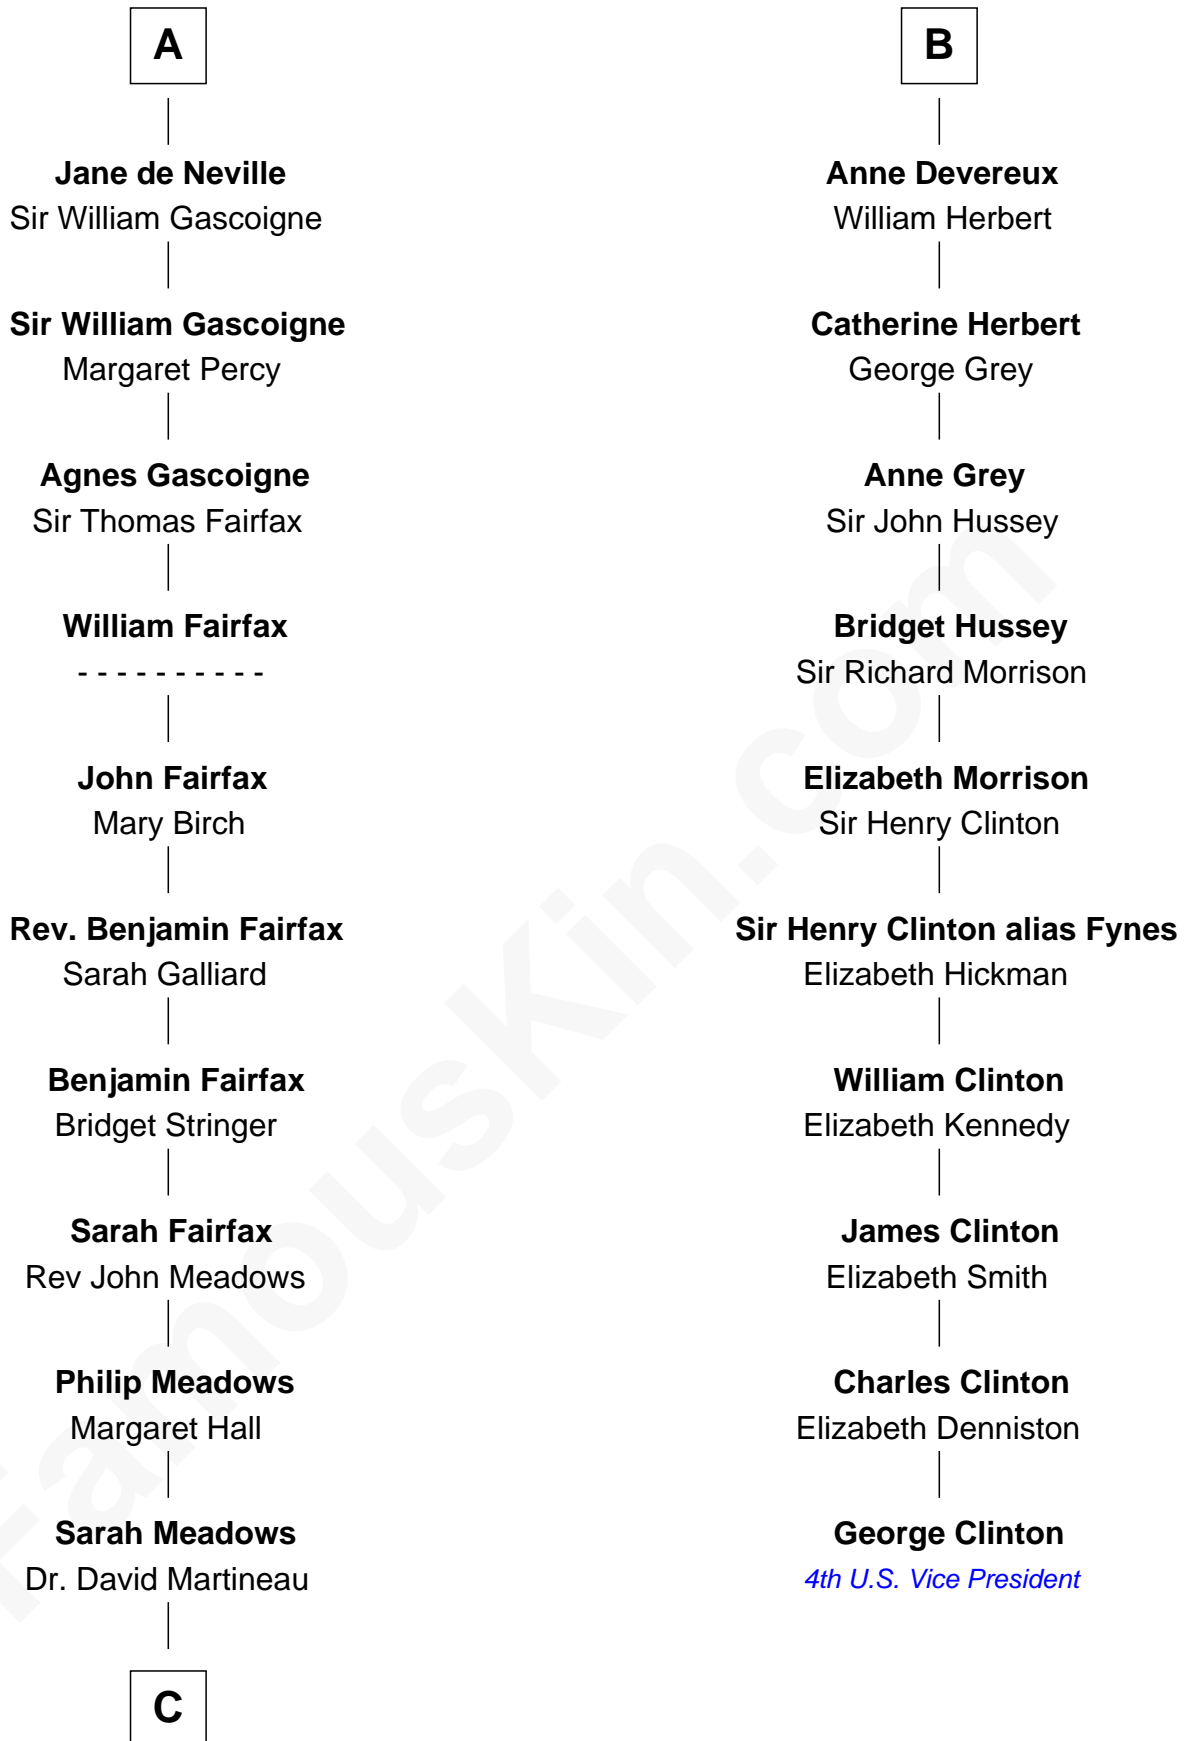 A
Jane de Neville
Sir William Gascoigne
Sir William Gascoigne
Margaret Percy
Agnes Gascoigne
Sir Thomas Fairfax
William Fairfax
- - - - - - - - - -
John Fairfax
Mary Birch
Rev. Benjamin Fairfax
Sarah Galliard
Benjamin Fairfax
Bridget Stringer
Sarah Fairfax
Rev John Meadows
Philip Meadows
Margaret Hall
Sarah Meadows
Dr. David Martineau
C
B
Anne Devereux
William Herbert
Catherine Herbert
George Grey
Anne Grey
Sir John Hussey
Bridget Hussey
Sir Richard Morrison
Elizabeth Morrison
Sir Henry Clinton
Sir Henry Clinton alias Fynes
Elizabeth Hickman
William Clinton
Elizabeth Kennedy
James Clinton
Elizabeth Smith
Charles Clinton
Elizabeth Denniston
George Clinton
4th U.S. Vice President
FamousKin.com